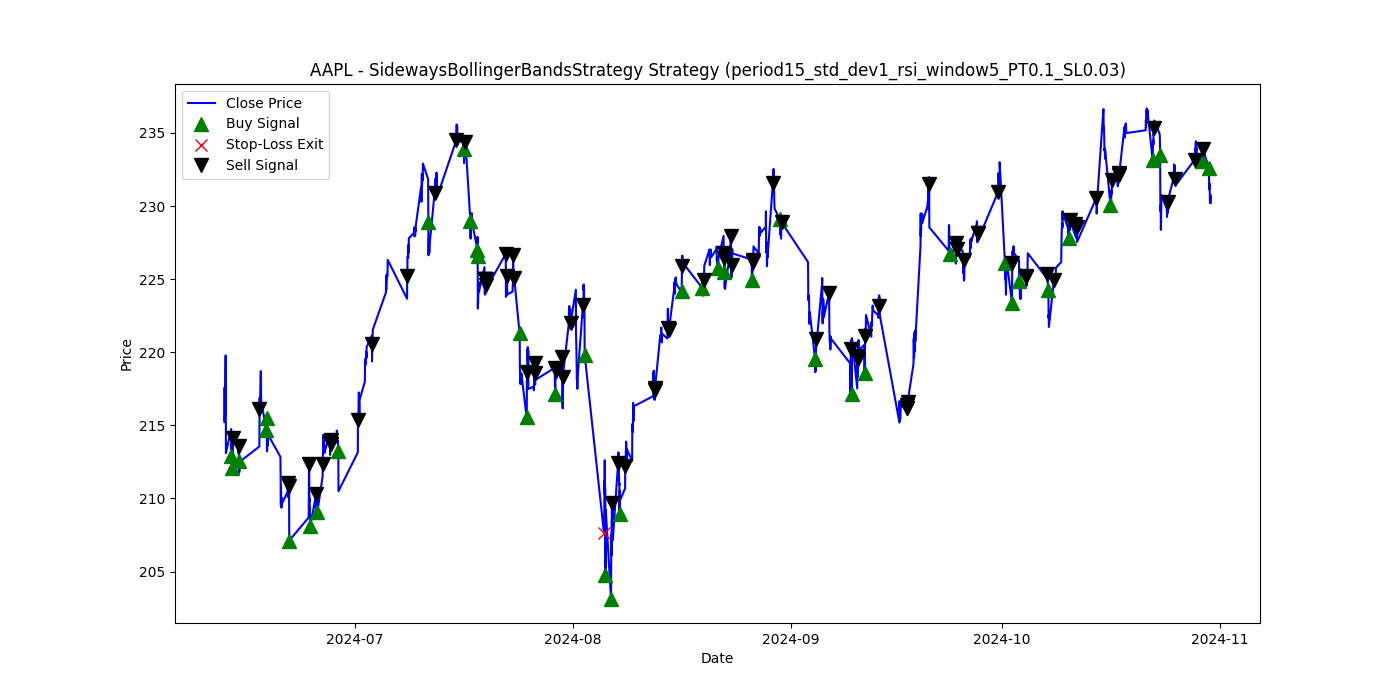 AAPL - SidewaysBollingerBandsStrategy Strategy (period15_std_dev1_rsi_window5_PT0.1_SL0.03)
Close Price
Buy Signal
Stop-Loss Exit
Sell Signal
235
230
225
220
215
210
205
Price
2024-07
2024-08
2024-09
2024-10
2024-11
Date